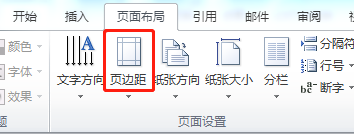 开始 插入 页面布局 引用 邮件 审阅
颜色 分隔符
字体 文字方向 页边距 纸张方向 纸张大小 分栏 行号
效果 断字
题 页面设置